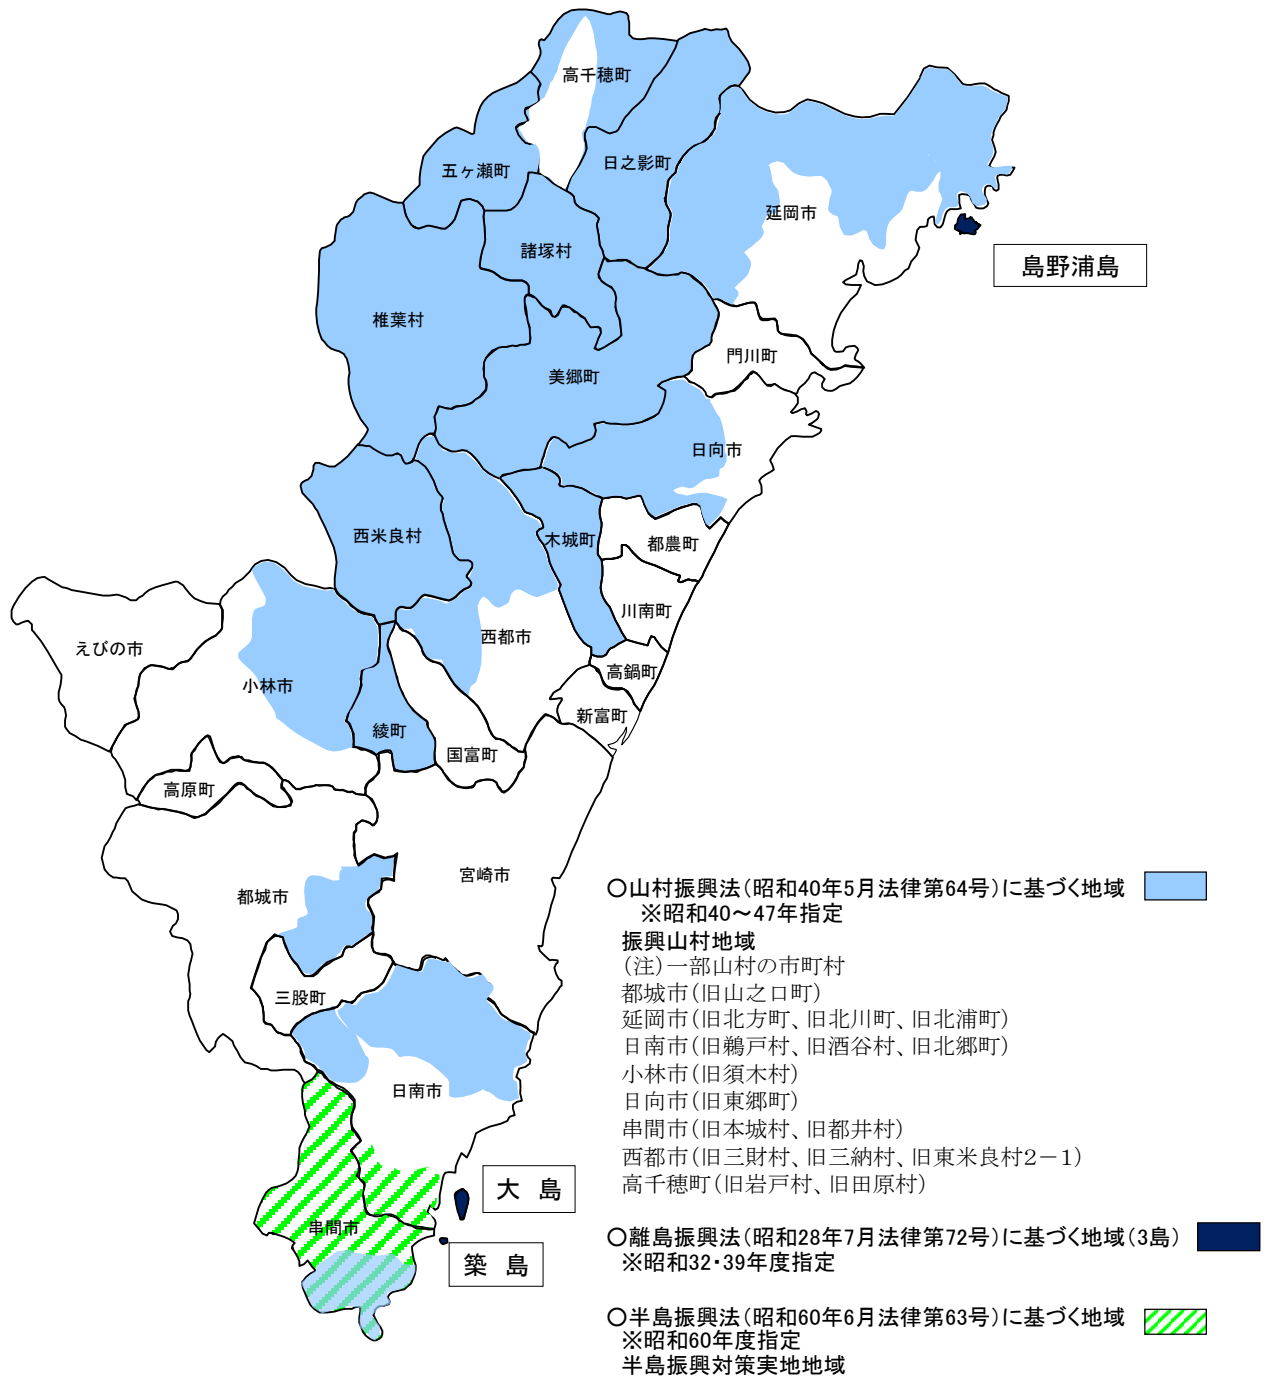 高千穂町
日之影町
五ヶ瀬町
延岡市
諸塚村
島野浦島
椎葉村
門川町
美郷町
日向市
西米良村
木城町
都農町
川南町
西都市
えびの市
高鍋町
小林市
新富町
綾町
国富町
高原町
宮崎市
都城市
三股町
日南市
大 島
串間市
築 島
○山村振興法(昭和40年5月法律第64号)に基づく地域
※昭和40～47年指定
振興山村地域
(注)一部山村の市町村
都城市(旧山之口町)
延岡市(旧北方町、旧北川町、旧北浦町)
日南市(旧鵜戸村、旧酒谷村、旧北郷町)
小林市(旧須木村)
日向市(旧東郷町)
串間市(旧本城村、旧都井村)
西都市(旧三財村、旧三納村、旧東米良村2－1)
高千穂町(旧岩戸村、旧田原村)
○離島振興法(昭和28年7月法律第72号)に基づく地域(3島)
※昭和32・39年度指定
○半島振興法(昭和60年6月法律第63号)に基づく地域
※昭和60年度指定
半島振興対策実地地域